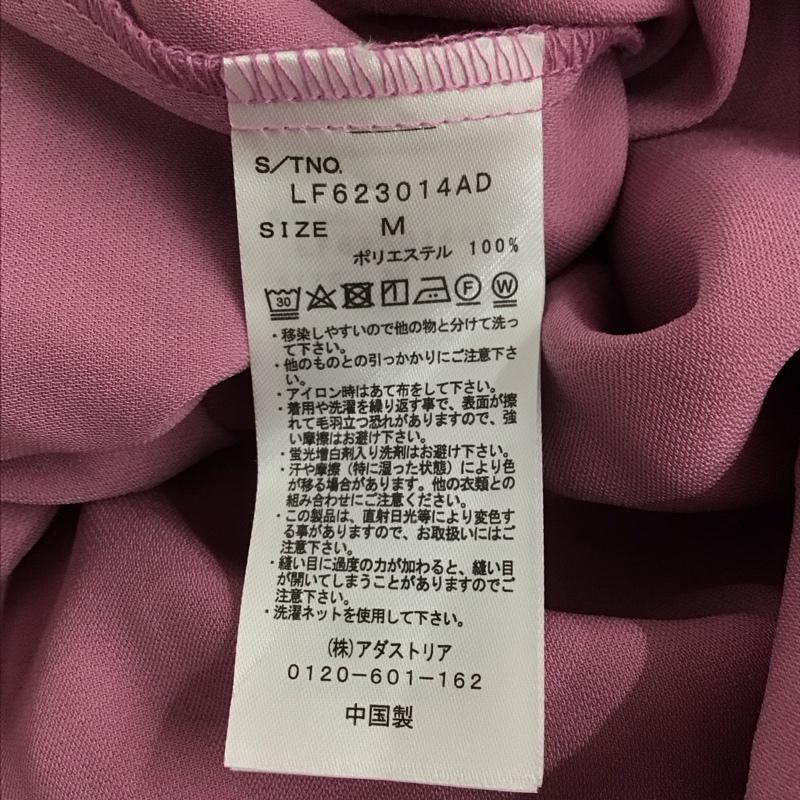 S/TNO.
LF623014AD
SIZE M
ポリエステル 100%
30 F W
・移染しやすいので他の物と分けて洗っ
て下さい。
・他のものとの引っかかりにご注意下さ
い。
・アイロン時はあて布をして下さい。
・着用や洗濯を繰り返す事で、表面が擦
れて毛羽立つ恐れがありますので、強
い摩擦はお避け下さい。
・蛍光増白剤入り洗剤はお避け下さい。
・汗や摩擦（特に湿った状態）により色
が移る場合があります。他の衣類との
組み合わせにご注意ください。
・この製品は、直射日光等により変色す
る事がありますので、お取扱いにはご
注意下さい。
・縫い目に過度の力が加わると、縫い目
が開いてしまうことがありますのでご
注意下さい。
・洗濯ネットを使用して下さい。
(株)アダストリア
0120-601-162
中国製